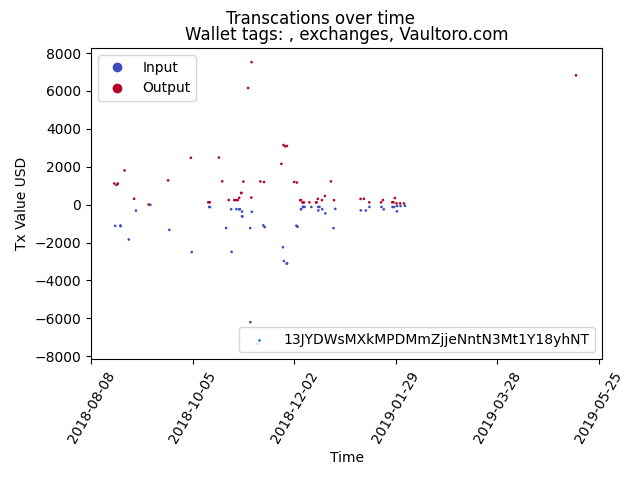 Transcations over time
Wallet tags: , exchanges, Vaultoro.com
Input
Output
8000
6000
4000
2000
0
−2000
−4000
−6000
−8000
Tx Value USD
13JYDWsMXkMPDMmZjjeNntN3Mt1Y18yhNT
2018-08-08
2018-10-05
2018-12-02
2019-01-29
2019-03-28
2019-05-25
Time